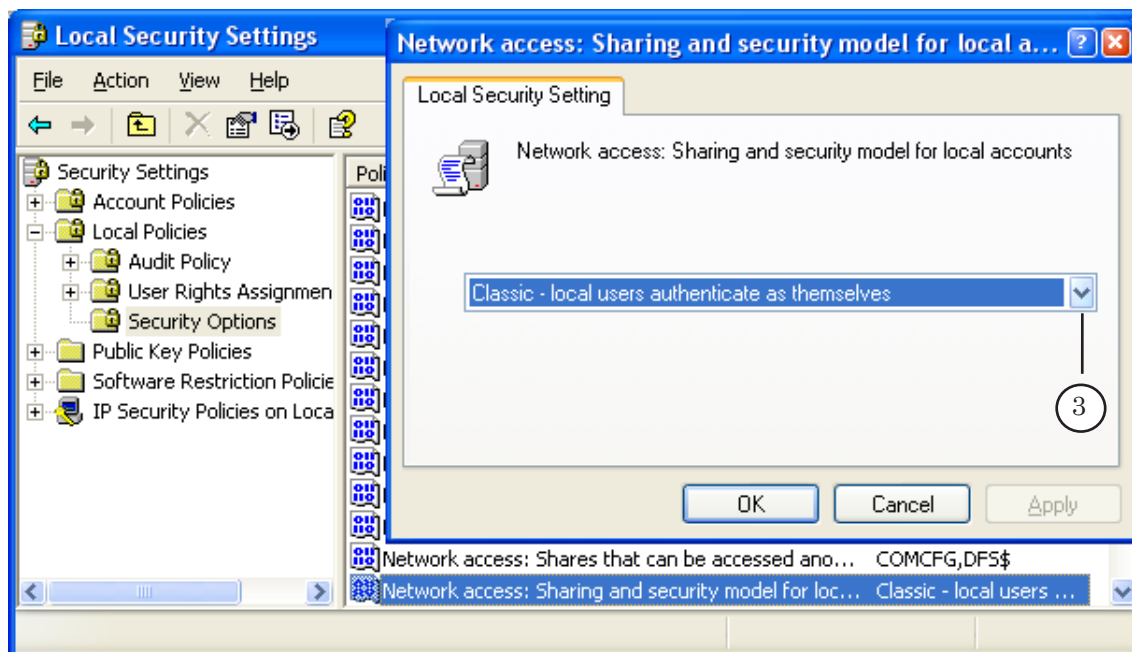 Local Security Settings
File Action View Help
Security Settings
Account Policies
Local Policies
Audit Policy
User Rights Assignmen
Security Options
Public Key Policies
Software Restriction Policie
IP Security Policies on Loca
Poli
Network access: Shares that can be accessed ano... COMCFG,DFS$
Network access: Sharing and security model for loc... Classic - local users ...
Network access: Sharing and security model for local a...
Local Security Setting
Network access: Sharing and security model for local accounts
Classic - local users authenticate as themselves
3
OK Cancel Apply